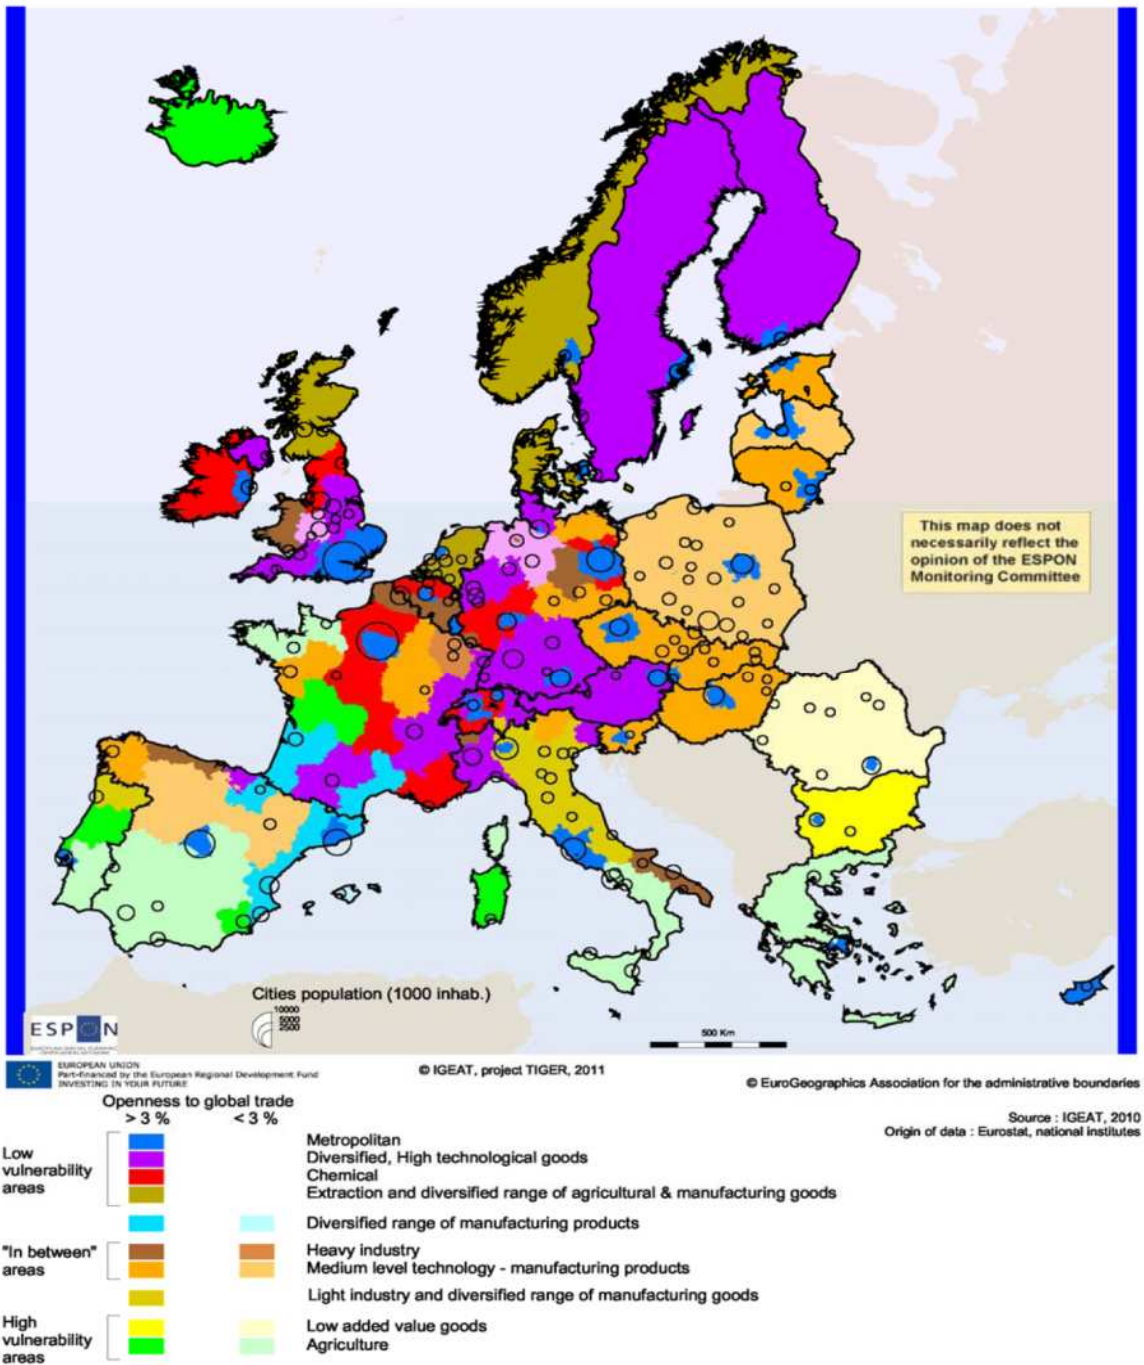 This map does not
necessarily reflect the
opinion of the ESPON
Monitoring Committee
Cities population (1000 inhab.)
10000
5000
2500
ESPON
500 Km
EUROPEAN UNION
Part-financed by the European Regional Development Fund
INVESTING IN YOUR FUTURE
© IGEAT, project TIGER, 2011
© EuroGeographics Association for the administrative boundaries
Source : IGEAT, 2010
Origin of data : Eurostat, national institutes
Openness to global trade
> 3 % < 3 %
Low
vulnerability
areas
Metropolitan
Diversified, High technological goods
Chemical
Extraction and diversified range of agricultural & manufacturing goods
Diversified range of manufacturing products
"In between"
areas
Heavy industry
Medium level technology - manufacturing products
Light industry and diversified range of manufacturing goods
High
vulnerability
areas
Low added value goods
Agriculture